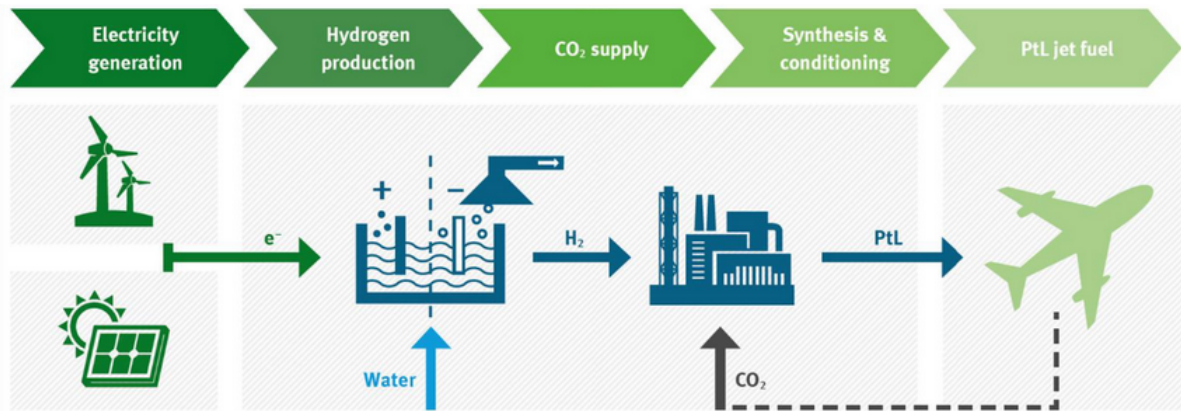 Electricity
generation
Hydrogen
production
CO₂ supply
Synthesis &
conditioning
PtL jet fuel
+
−
e⁻
H₂
PtL
Water
CO₂